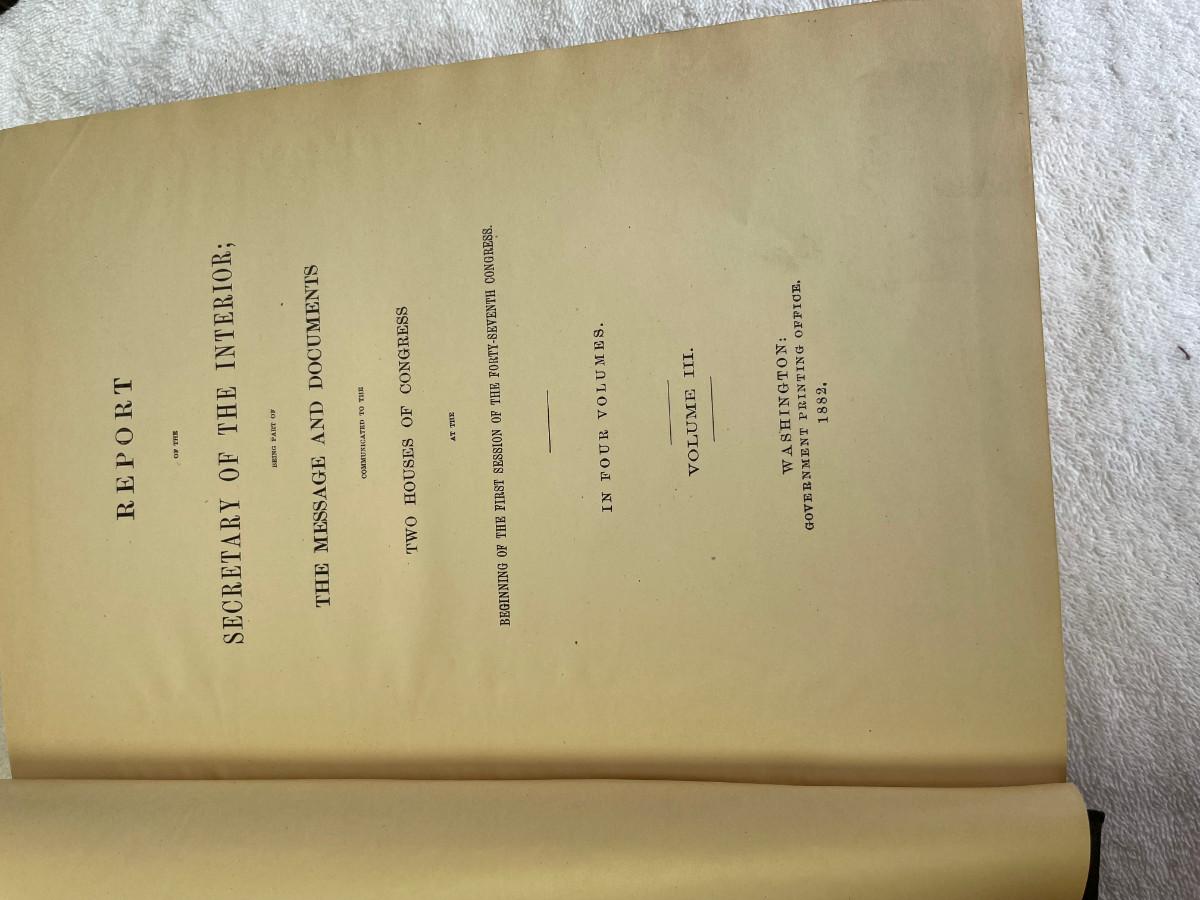 REPORT
OF THE
SECRETARY OF THE INTERIOR;
BEING PART OF
THE MESSAGE AND DOCUMENTS
COMMUNICATED TO THE
TWO HOUSES OF CONGRESS
AT THE
BEGINNING OF THE FIRST SESSION OF THE FORTY-SEVENTH CONGRESS.
IN FOUR VOLUMES.
VOLUME III.
WASHINGTON:
GOVERNMENT PRINTING OFFICE.
1882.